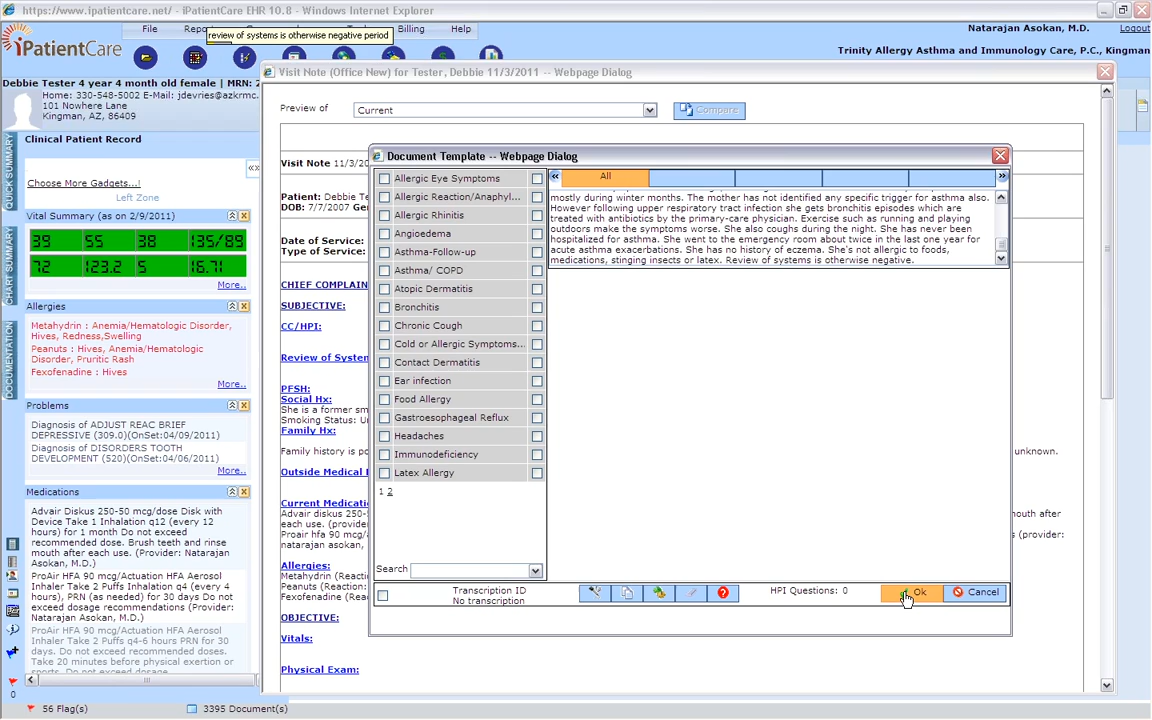 https://www.ipatientcare.net/ - iPatientCare EHR 10.8 - Windows Internet Explorer
File
Billing
Help
review of systems is otherwise negative period
Natarajan Asokan, M.D.
Logout
iPatientCare
Trinity Allergy Asthma and Immunology Care, P.C., Kingman
Debbie Tester 4 year 4 month old female | MRN: 2
Home: 330-548-5002 E-Mail: jdevries@azkrmc.
101 Nowhere Lane
Kingman, AZ, 86409
Clinical Patient Record
Choose More Gadgets...!
Left Zone
QUICK SUMMARY
CHART SUMMARY
DOCUMENTATION
Vital Summary (as on 2/9/2011)
39 55 38 135/89
72 123.2 5 16.71
More..
Allergies
Metahydrin : Anemia/Hematologic Disorder,
Hives, Redness,Swelling
Peanuts : Hives, Anemia/Hematologic
Disorder, Pruritic Rash
Fexofenadine : Hives
More..
Problems
Diagnosis of ADJUST REAC BRIEF
DEPRESSIVE (309.0)(OnSet:04/09/2011)
Diagnosis of DISORDERS TOOTH
DEVELOPMENT (520)(OnSet:04/06/2011)
More..
Medications
Advair Diskus 250-50 mcg/dose Disk with
Device Take 1 Inhalation q12 (every 12
hours) for 1 month Do not exceed
recommended dose. Brush teeth and rinse
mouth after each use. (Provider: Natarajan
Asokan, M.D.)
ProAir HFA 90 mcg/Actuation HFA Aerosol
Inhaler Take 2 Puffs Inhalation q4 (every 4
hours), PRN (as needed) for 30 days Do not
exceed dosage recommendations (Provider:
Natarajan Asokan, M.D.)
ProAir HFA 90 mcg/Actuation HFA Aerosol
Inhaler Take 2 Puffs q4-6 hours PRN for 30
days. Do not exceed recommended doses.
Take 20 minutes before physical exertion or
0
56 Flag(s)
3395 Document(s)
Visit Note (Office New) for Tester, Debbie 11/3/2011 -- Webpage Dialog
Preview of
Current
Compare
Visit Note 11/3/20
Patient: Debbie Te
DOB: 7/7/2007 Ge
Date of Service:
Type of Service:
CHIEF COMPLAIN
SUBJECTIVE:
CC/HPI:
Review of System
PFSH:
Social Hx:
She is a former sm
Smoking Status: Un
Family Hx:
Family history is po
unknown.
Outside Medical
Current Medicatio
Advair diskus 250-5
outh after
each use. (provider
Proair hfa 90 mcg/
natarajan asokan,
Allergies:
Metahydrin (Reacti
Peanuts (Reaction:
Fexofenadine (Reac
OBJECTIVE:
Vitals:
Physical Exam:
Document Template -- Webpage Dialog
Allergic Eye Symptoms
Allergic Reaction/Anaphyl...
Allergic Rhinitis
Angioedema
Asthma-Follow-up
Asthma/ COPD
Atopic Dermatitis
Bronchitis
Chronic Cough
Cold or Allergic Symptoms...
Contact Dermatitis
Ear infection
Food Allergy
Gastroesophageal Reflux
Headaches
Immunodeficiency
Latex Allergy
1 2
Search
All
mostly during winter months. The mother has not identified any specific trigger for asthma also.
However following upper respiratory tract infection she gets bronchitis episodes which are
treated with antibiotics by the primary-care physician. Exercise such as running and playing
outdoors make the symptoms worse. She also coughs during the night. She has never been
hospitalized for asthma. She went to the emergency room about twice in the last one year for
acute asthma exacerbations. She has no history of eczema. She's not allergic to foods,
medications, stinging insects or latex. Review of systems is otherwise negative.
Transcription ID
No transcription
HPI Questions: 0
Ok
Cancel